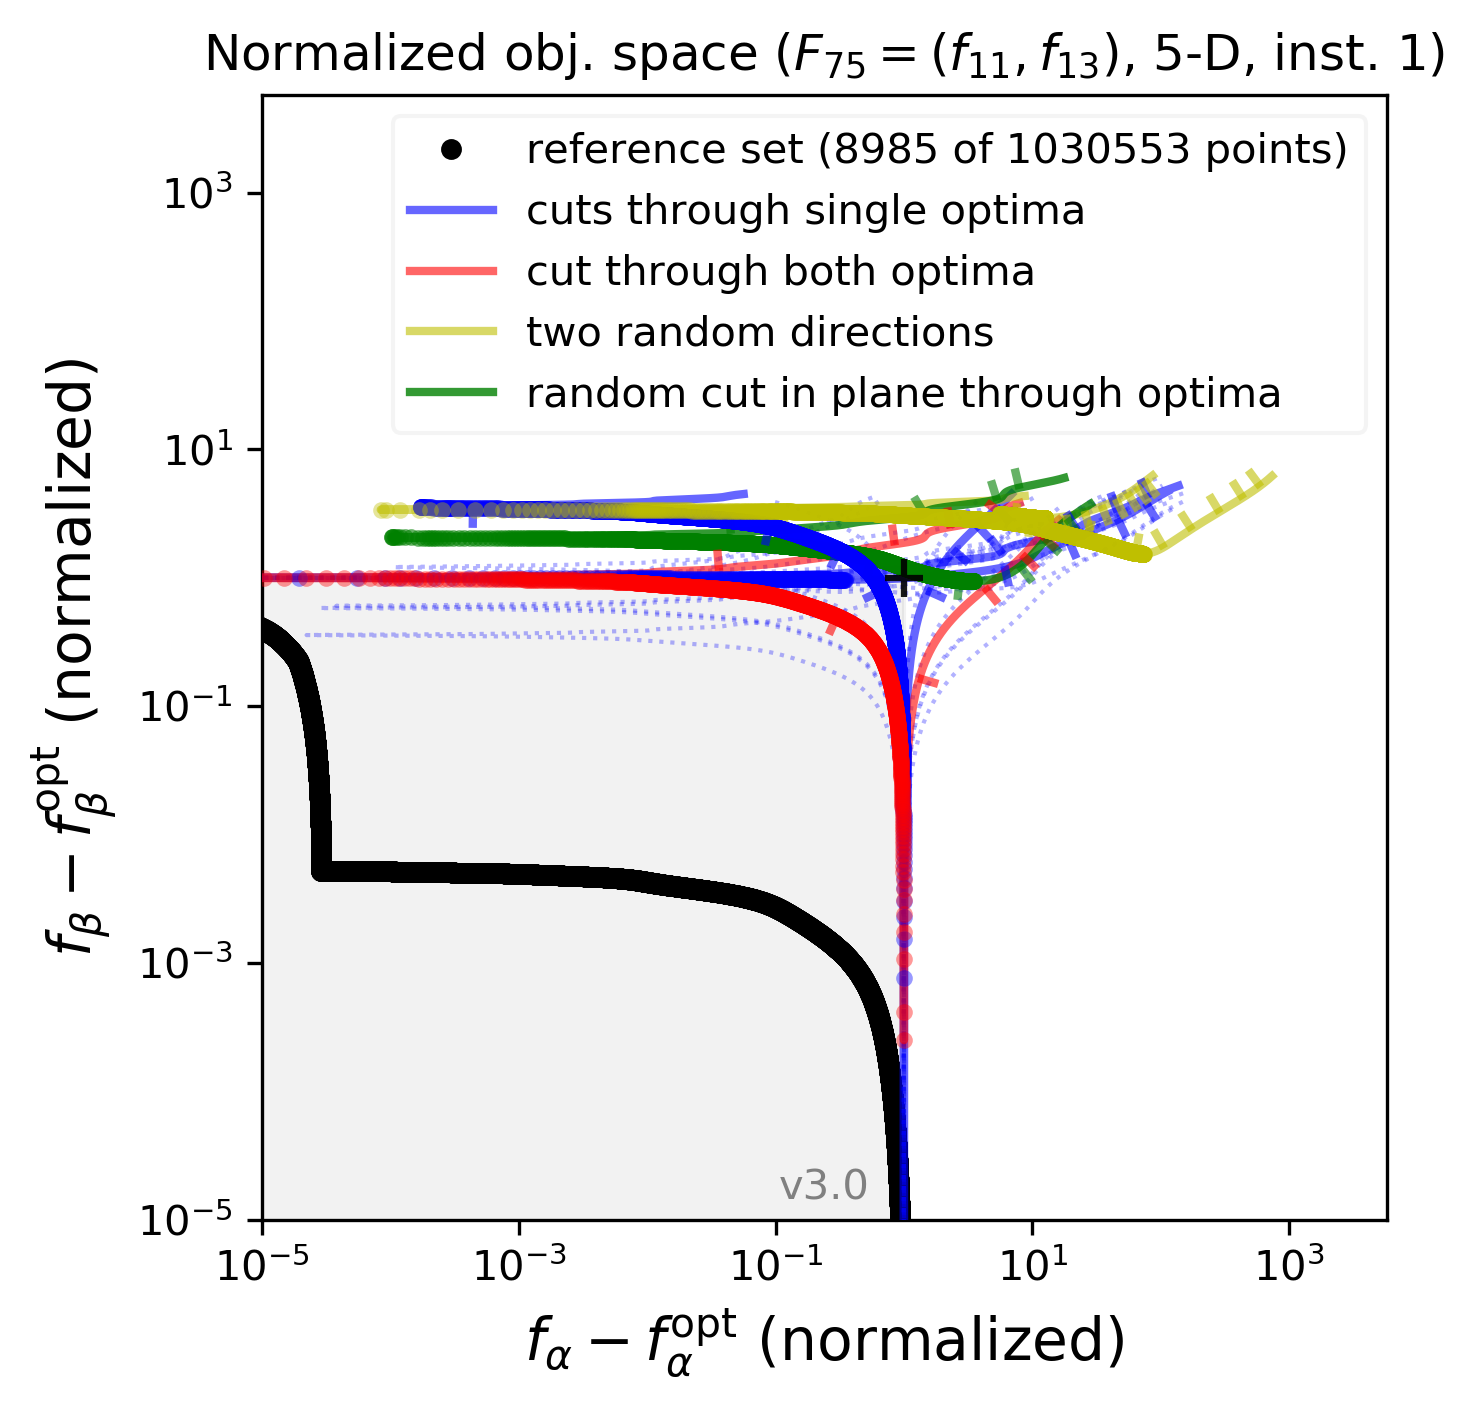 Normalized obj. space (F₇₅ = (f₁₁, f₁₃), 5-D, inst. 1)
reference set (8985 of 1030553 points)
cuts through single optima
cut through both optima
two random directions
random cut in plane through optima
10³
10¹
10⁻¹
10⁻³
10⁻⁵
f_β − f_β^opt (normalized)
v3.0
10⁻⁵ 10⁻³ 10⁻¹ 10¹ 10³
f_α − f_α^opt (normalized)